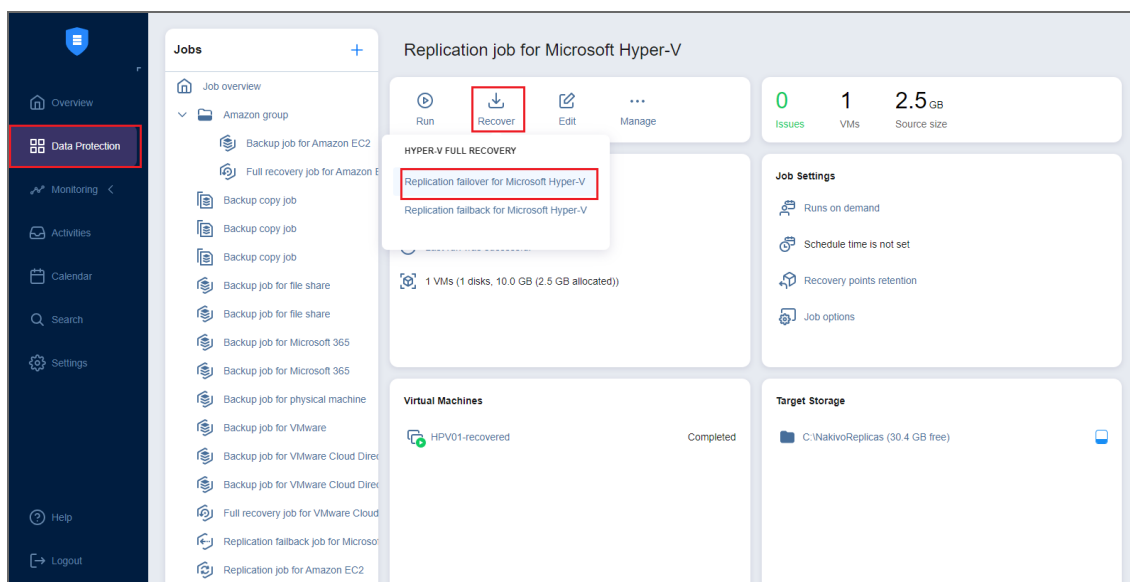 Overview
Data Protection
Monitoring
Activities
Calendar
Search
Settings
Help
Logout
Jobs
Job overview
Amazon group
Backup job for Amazon EC2
Full recovery job for Amazon E
Backup copy job
Backup copy job
Backup copy job
Backup job for file share
Backup job for file share
Backup job for Microsoft 365
Backup job for Microsoft 365
Backup job for physical machine
Backup job for VMware
Backup job for VMware Cloud Direc
Backup job for VMware Cloud Direc
Full recovery job for VMware Cloud
Replication failback job for Microsof
Replication job for Amazon EC2
Replication job for Microsoft Hyper-V
Run
Recover
Edit
Manage
HYPER-V FULL RECOVERY
Replication failover for Microsoft Hyper-V
Replication failback for Microsoft Hyper-V
1 VMs (1 disks, 10.0 GB (2.5 GB allocated))
0 1 2.5 GB
Issues VMs Source size
Job Settings
Runs on demand
Schedule time is not set
Recovery points retention
Job options
Virtual Machines
HPV01-recovered Completed
Target Storage
C:\NakivoReplicas (30.4 GB free)